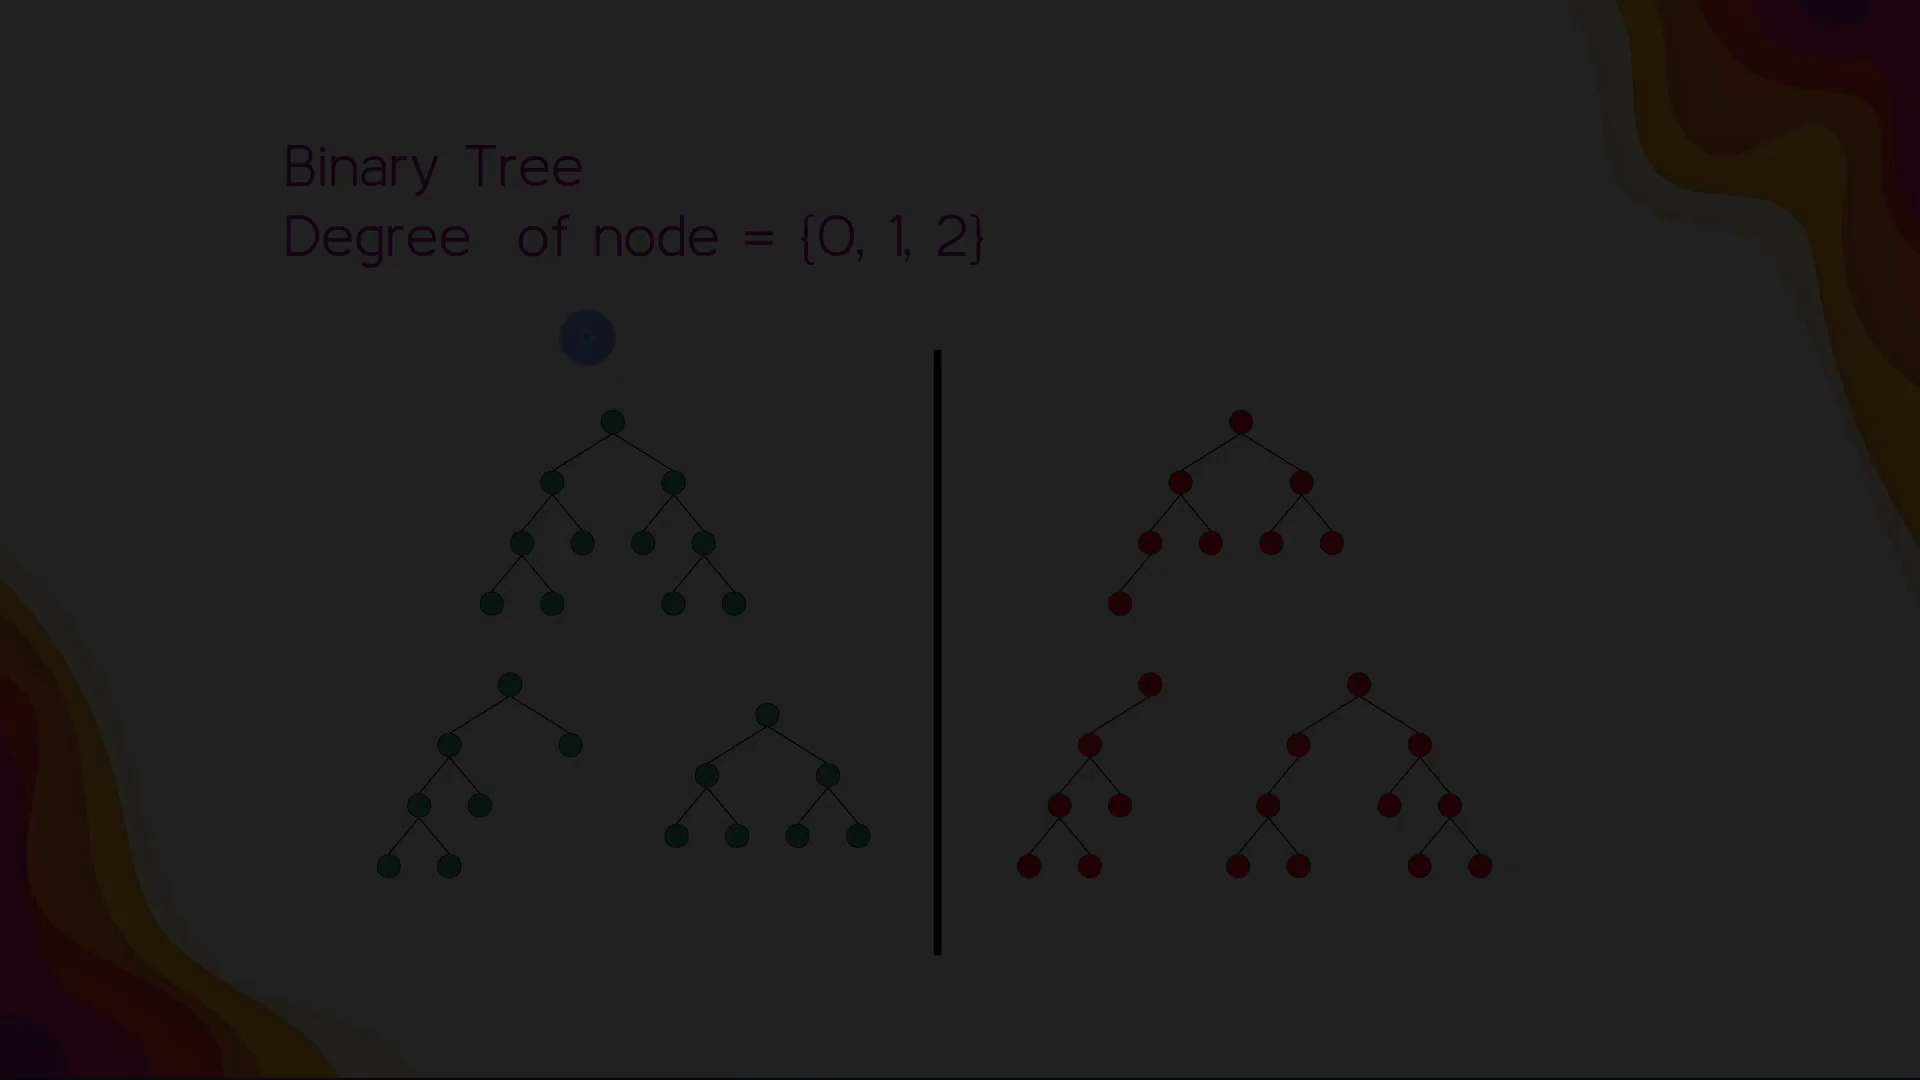 Binary Tree
Degree of node = {0, 1, 2}